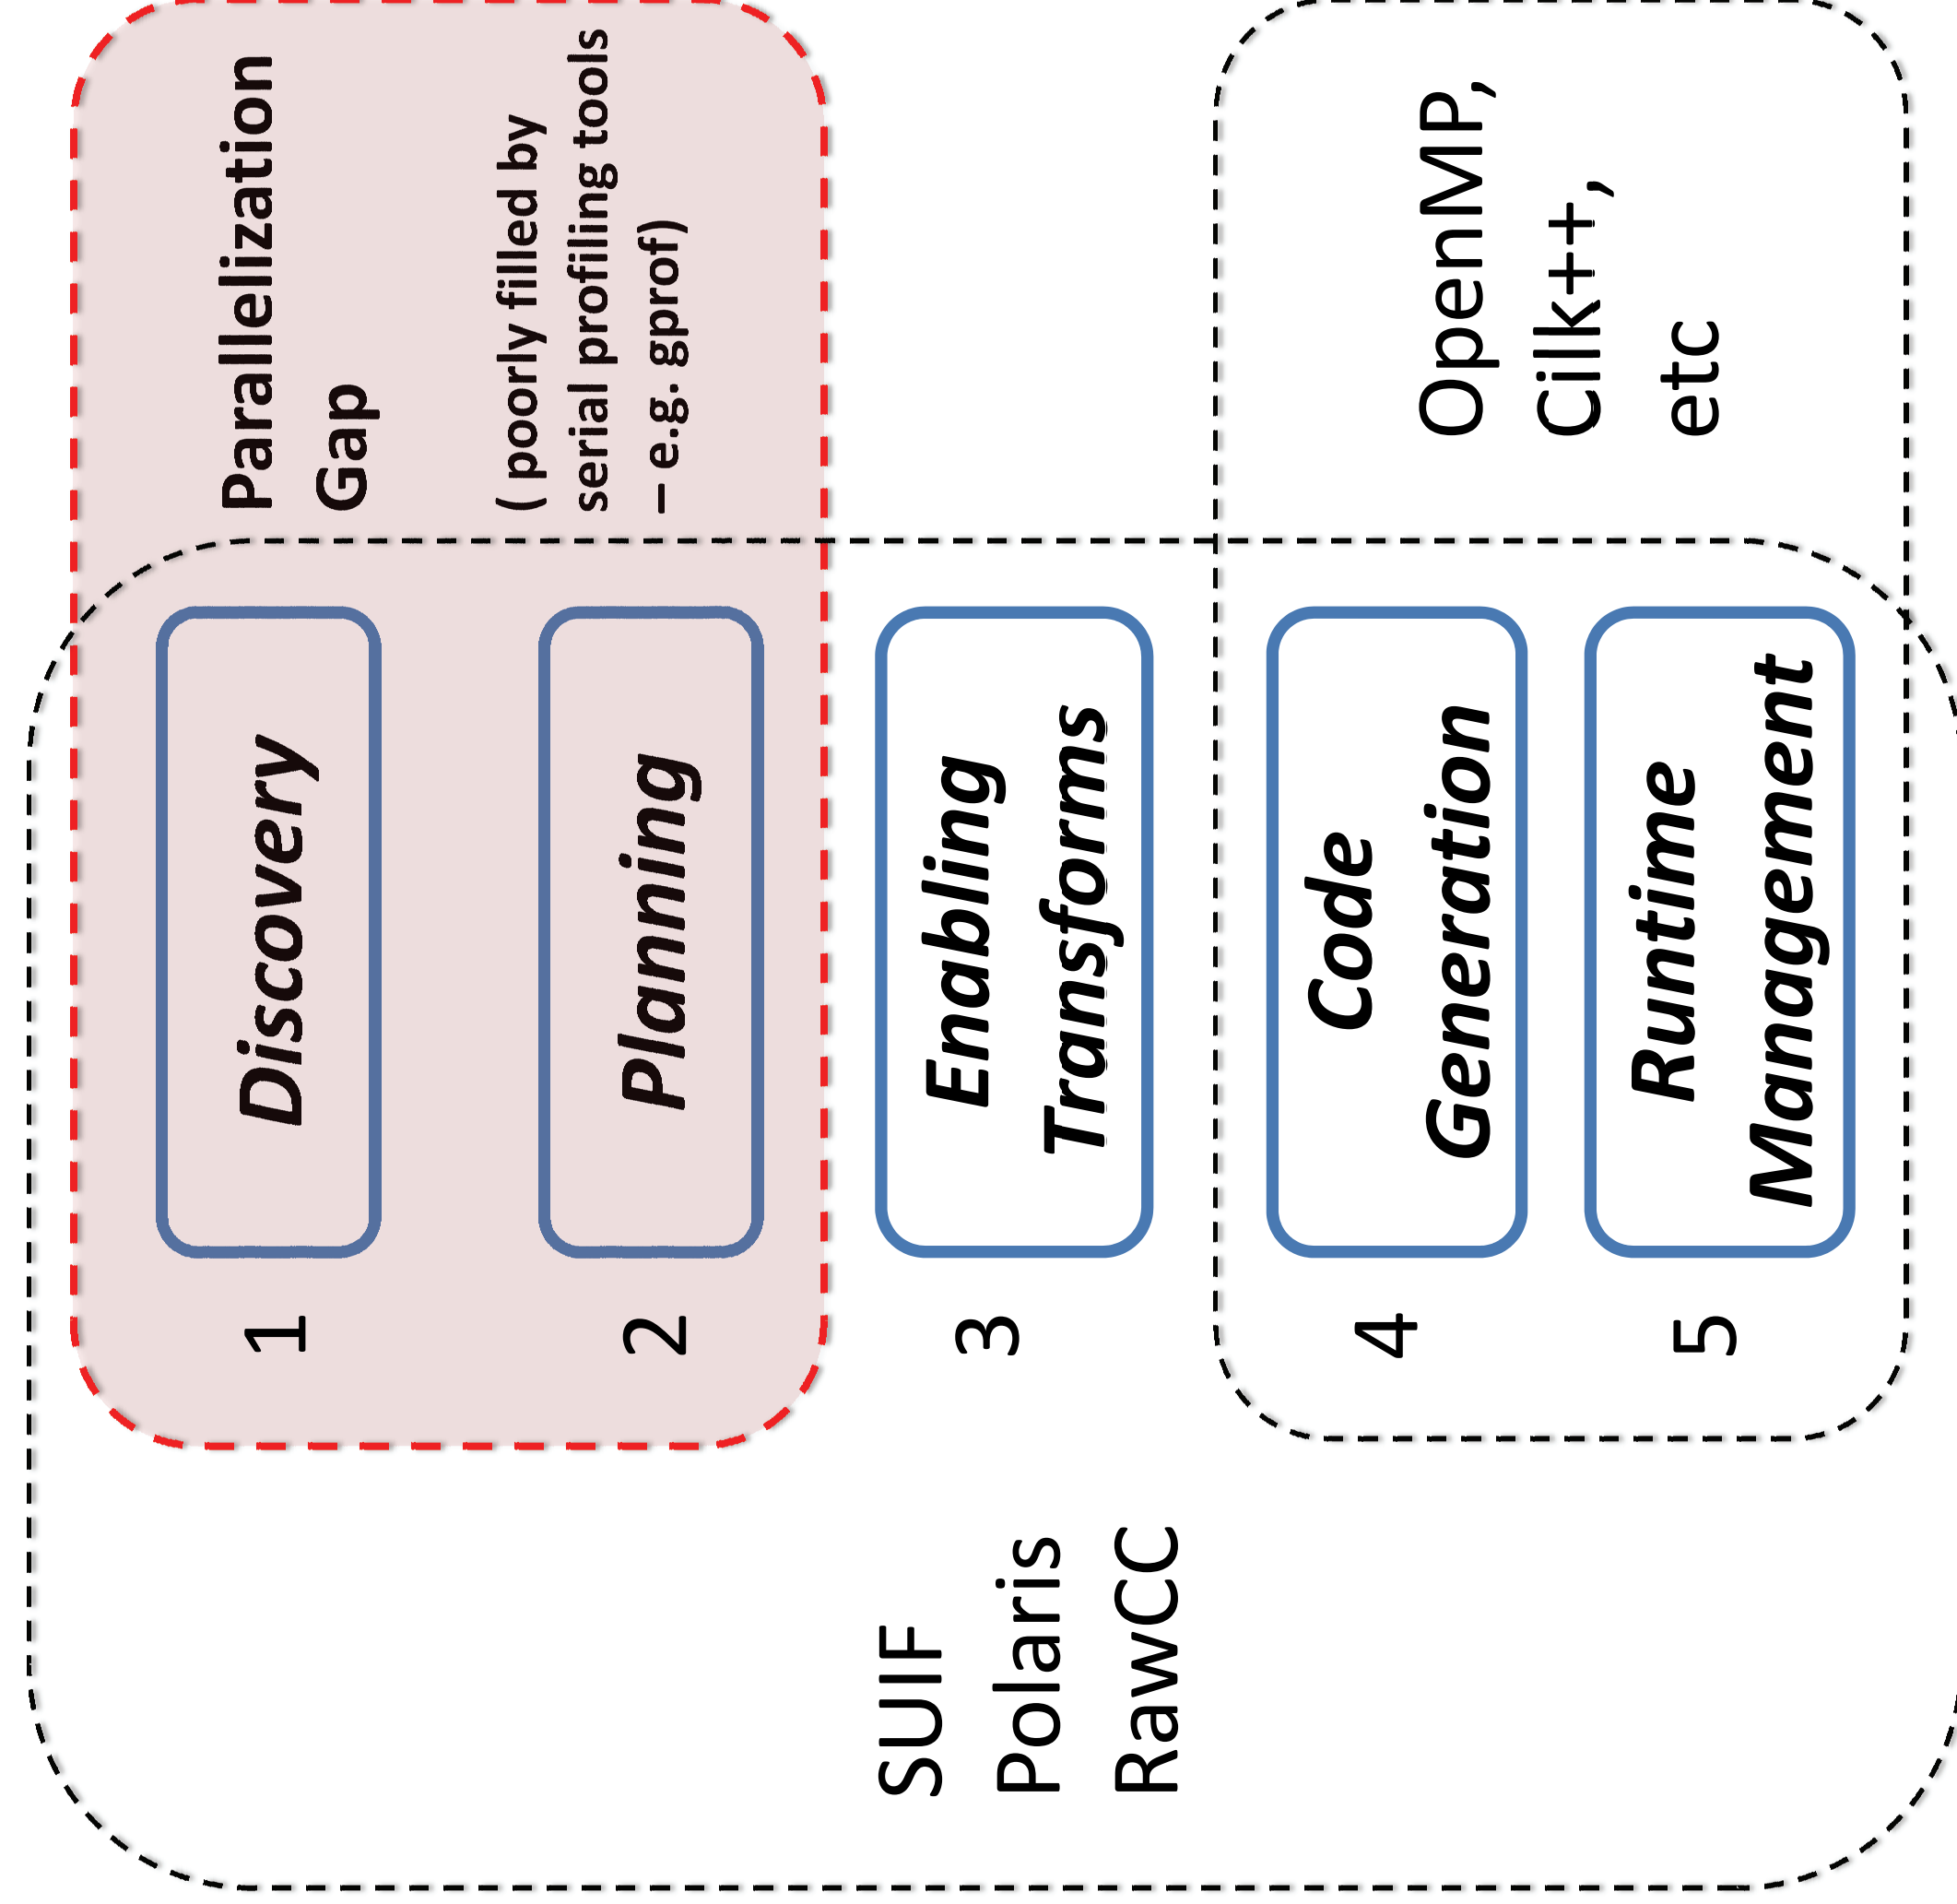 Parallelization
Gap
( poorly filled by
serial profiling tools
– e.g. gprof)
1
Discovery
2
Planning
SUIF
Polaris
RawCC
3
Enabling
Transforms
4
Code
Generation
5
Runtime
Management
OpenMP,
Cilk++,
etc